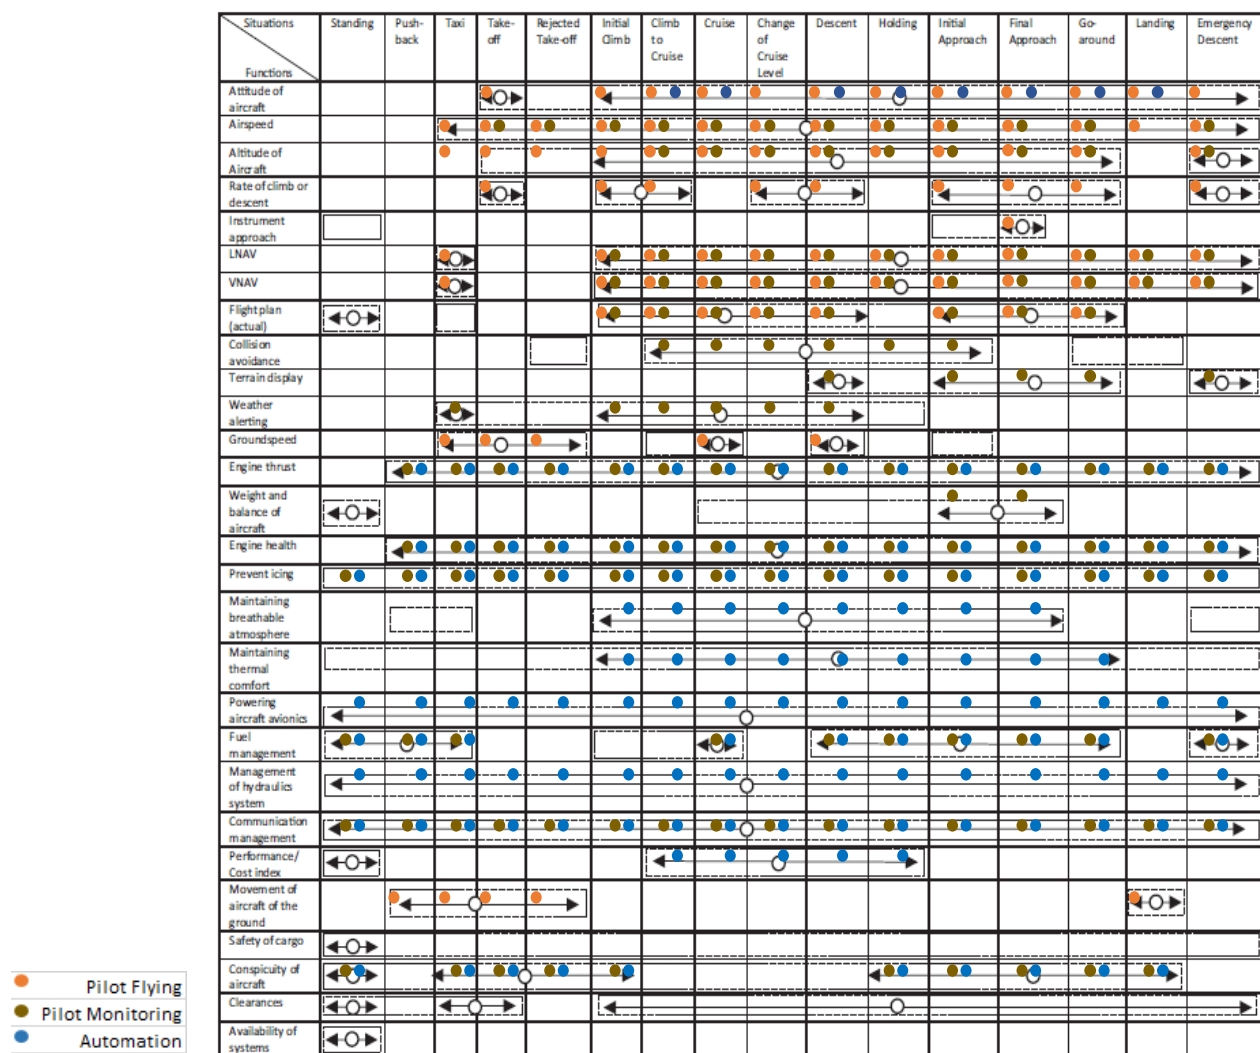 Situations
Functions
Standing
Push-
back
Taxi
Take-
off
Rejected
Take-off
Initial
Climb
Climb
to
Cruise
Cruise
Change
of
Cruise
Level
Descent
Holding
Initial
Approach
Final
Approach
Go-
around
Landing
Emergency
Descent
Attitude of
aircraft
Airspeed
Altitude of
Aircraft
Rate of climb or
descent
Instrument
approach
LNAV
VNAV
Flight plan
(actual)
Collision
avoidance
Terrain display
Weather
alerting
Groundspeed
Engine thrust
Weight and
balance of
aircraft
Engine health
Prevent icing
Maintaining
breathable
atmosphere
Maintaining
thermal
comfort
Powering
aircraft avionics
Fuel
management
Management
of hydraulics
system
Communication
management
Performance/
Cost index
Movement of
aircraft of the
ground
Safety of cargo
Conspicuity of
aircraft
Clearances
Availability of
systems
Pilot Flying
Pilot Monitoring
Automation